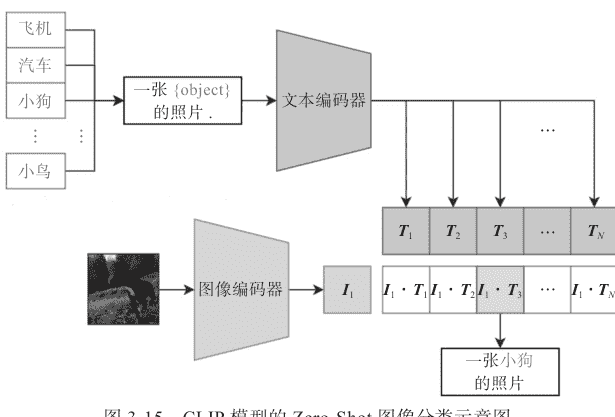 飞机
汽车
小狗
⋮ ⋮
小鸟
一张 {object}
的照片 .
文本编码器
…
T₁ T₂ T₃ … T_N
图像编码器
I₁
I₁ · T₁ I₁ · T₂ I₁ · T₃ … I₁ · T_N
一张小狗
的照片
图 3-15 CLIP 模型的 Zero-Shot 图像分类示意图